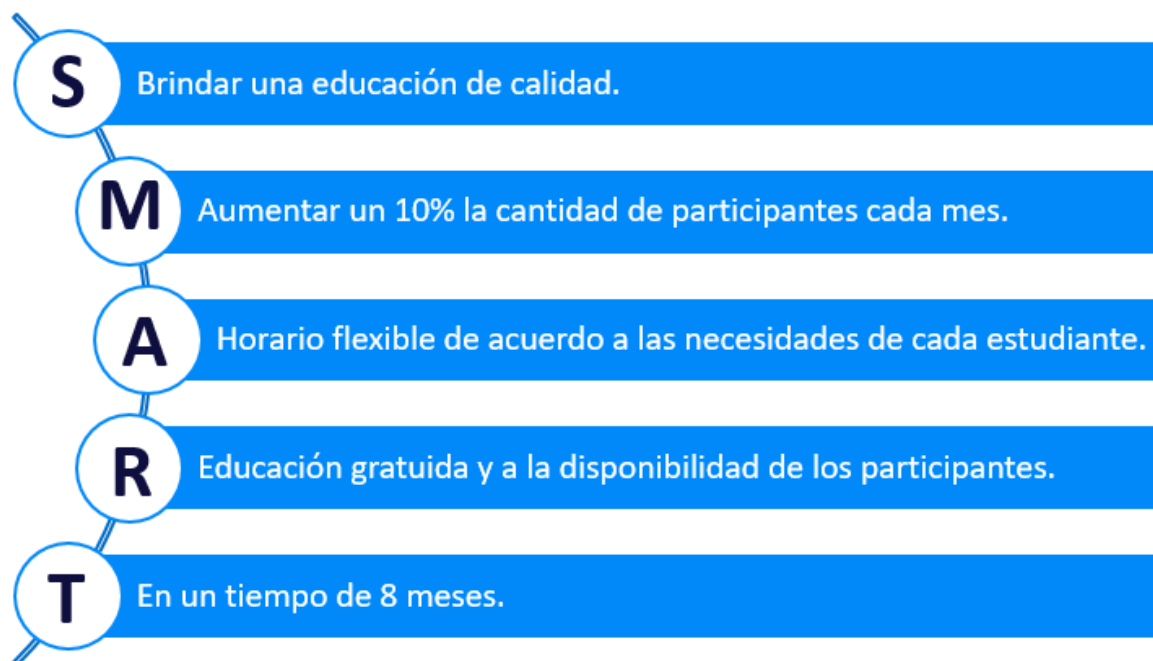 S
Brindar una educación de calidad.
M
Aumentar un 10% la cantidad de participantes cada mes.
A
Horario flexible de acuerdo a las necesidades de cada estudiante.
R
Educación gratuida y a la disponibilidad de los participantes.
T
En un tiempo de 8 meses.